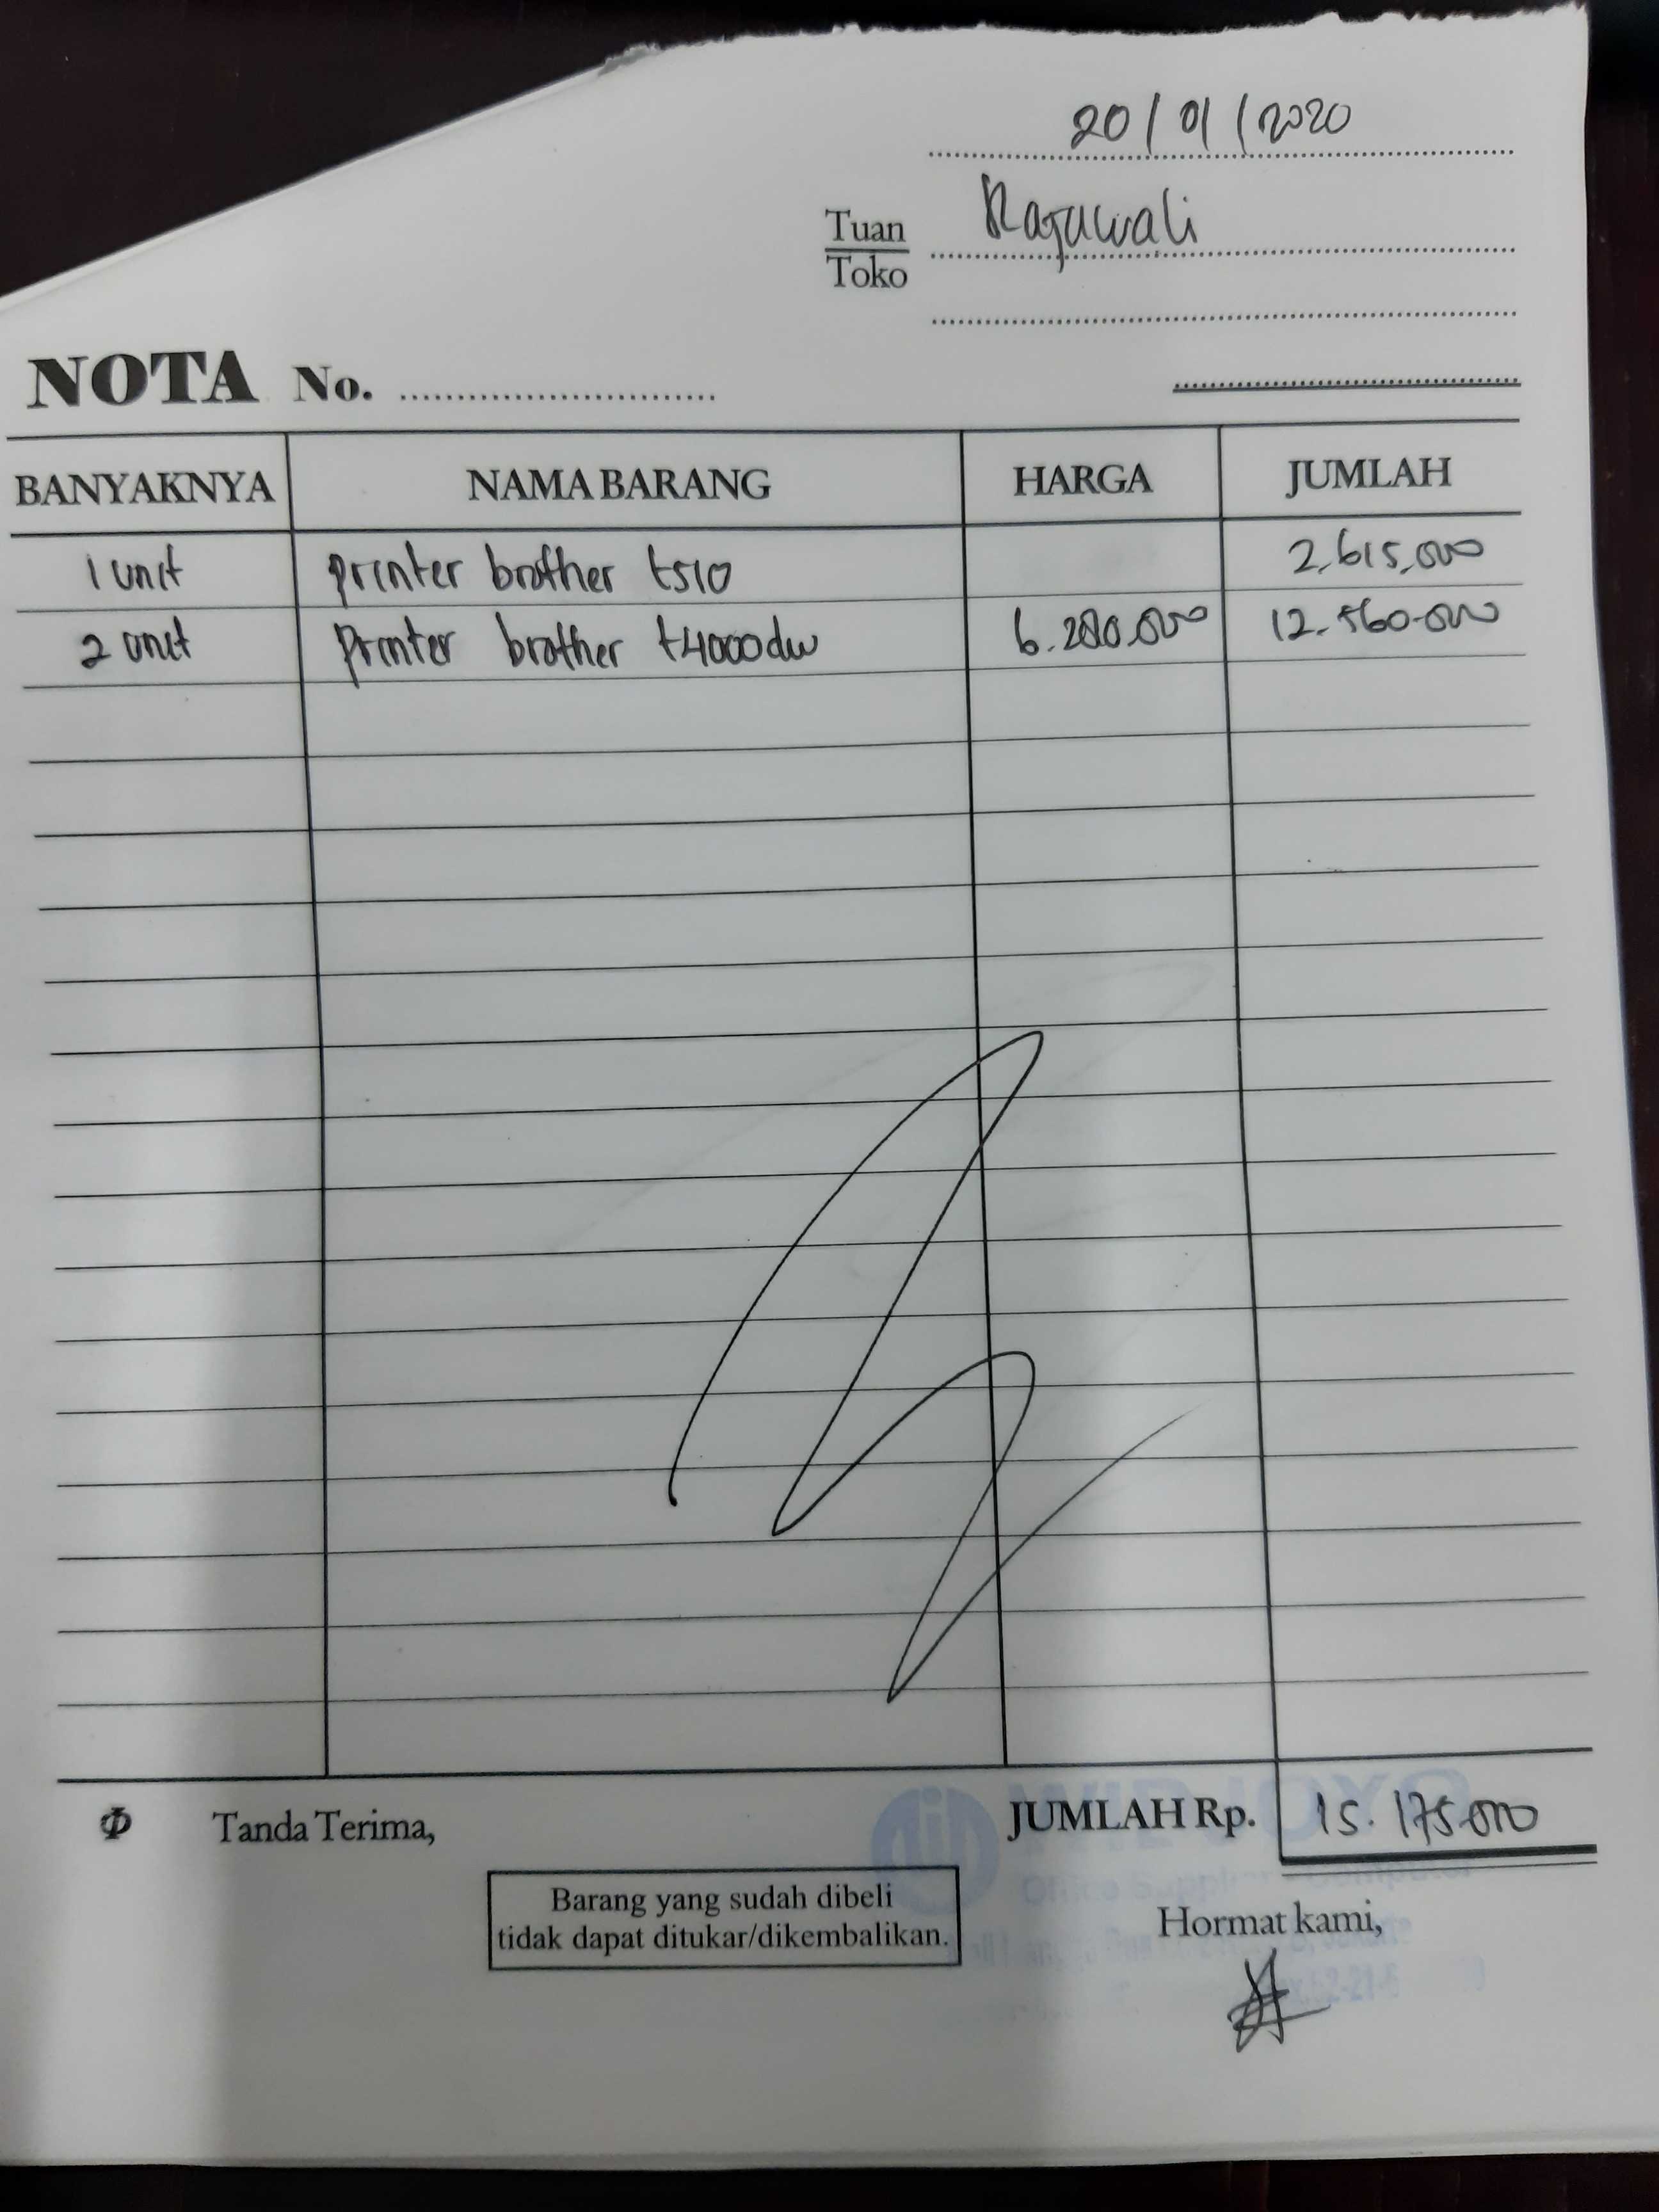 20/01/2020
Tuan Rajawali
Toko
NOTA No.
BANYAKNYA NAMA BARANG HARGA JUMLAH
1 unit printer brother t510 2.615.000
2 unit printer brother t4000dw 6.280.000 12.560.000
Φ Tanda Terima, JUMLAH Rp. 15.175.000
Barang yang sudah dibeli
tidak dapat ditukar/dikembalikan.
Hormat kami,